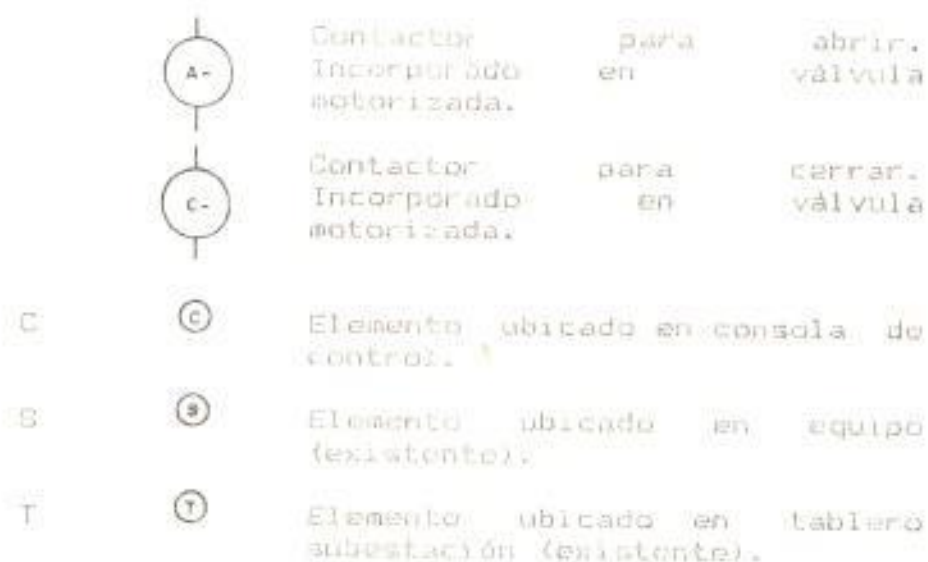 A- Contactor para abrir.
Incorporado en válvula
motorizada.
C- Contactor para cerrar.
Incorporado en válvula
motorizada.
C C Elemento ubicado en consola de
control.
S S Elemento ubicado en equipo
(existente).
T T Elemento ubicado en tablero
subestación (existente).